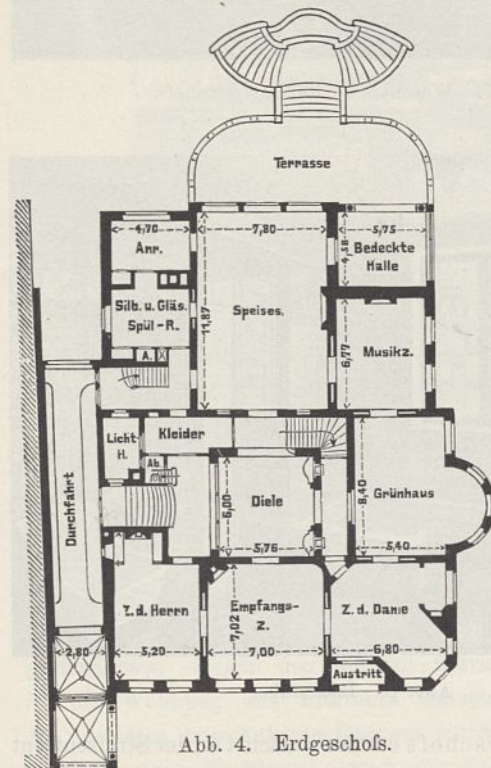 Terrasse
4,70
7,80
5,75
Anr.
4,58
Bedeckte
Halle
Silb. u. Gläs.
Spül-R.
11,87
Speises.
6,77
Musikz.
A.
Licht
H.
Kleider
Ab.
Durchfahrt
6,00
Diele
5,76
8,40
Grünhaus
5,40
Z. d. Herrn
Empfangs-
Z.
7,02
Z. d. Dame
2,80
5,20
7,00
6,80
Austritt
Abb. 4. Erdgeschoſs.